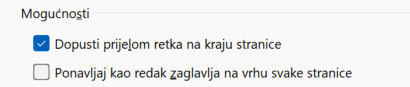 Mogućnosti
Dopusti prijelom retka na kraju stranice
Ponavljaj kao redak zaglavlja na vrhu svake stranice